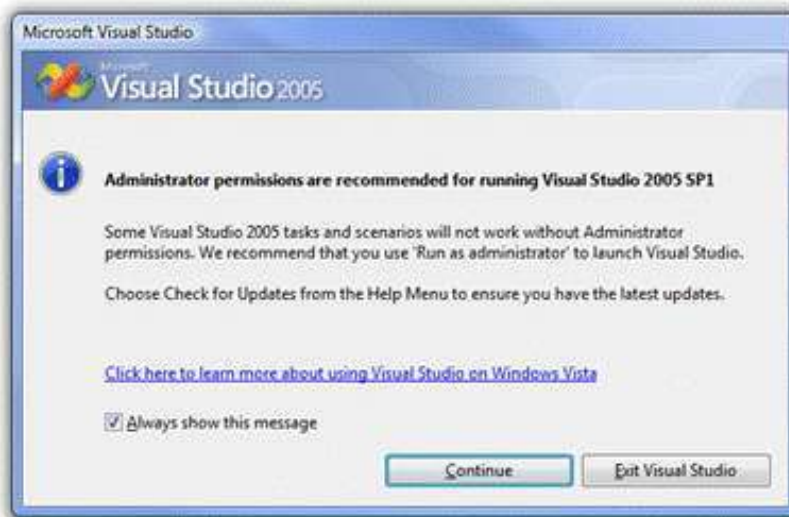 Microsoft Visual Studio
Microsoft
Visual Studio 2005
Administrator permissions are recommended for running Visual Studio 2005 SP1
Some Visual Studio 2005 tasks and scenarios will not work without Administrator
permissions. We recommend that you use 'Run as administrator' to launch Visual Studio.
Choose Check for Updates from the Help Menu to ensure you have the latest updates.
Click here to learn more about using Visual Studio on Windows Vista
Always show this message
Continue Exit Visual Studio